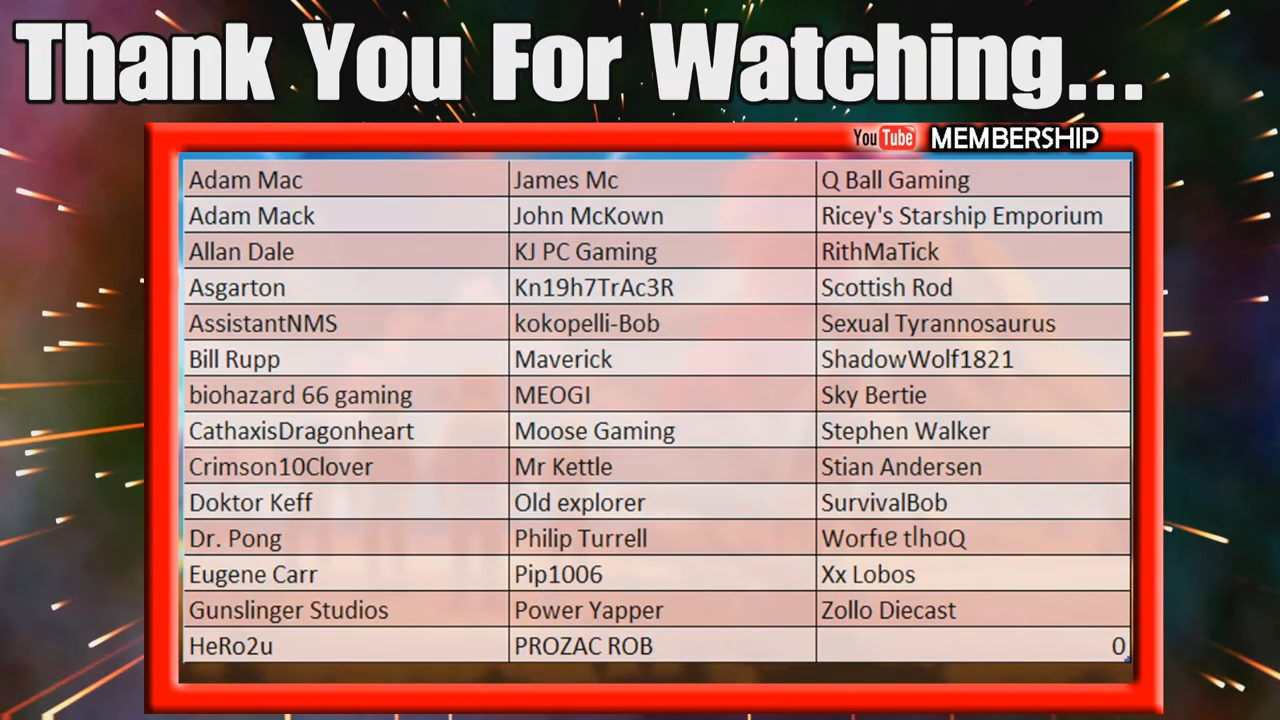 Thank You For Watching...
YouTube MEMBERSHIP
Adam Mac James Mc Q Ball Gaming
Adam Mack John McKown Ricey's Starship Emporium
Allan Dale KJ PC Gaming RithMaTick
Asgarton Kn19h7TrAc3R Scottish Rod
AssistantNMS kokopelli-Bob Sexual Tyrannosaurus
Bill Rupp Maverick ShadowWolf1821
biohazard 66 gaming MEOGI Sky Bertie
CathaxisDragonheart Moose Gaming Stephen Walker
Crimson10Clover Mr Kettle Stian Andersen
Doktor Keff Old explorer SurvivalBob
Dr. Pong Philip Turrell Worfιҽ tlhαQ
Eugene Carr Pip1006 Xx Lobos
Gunslinger Studios Power Yapper Zollo Diecast
HeRo2u PROZAC ROB 0